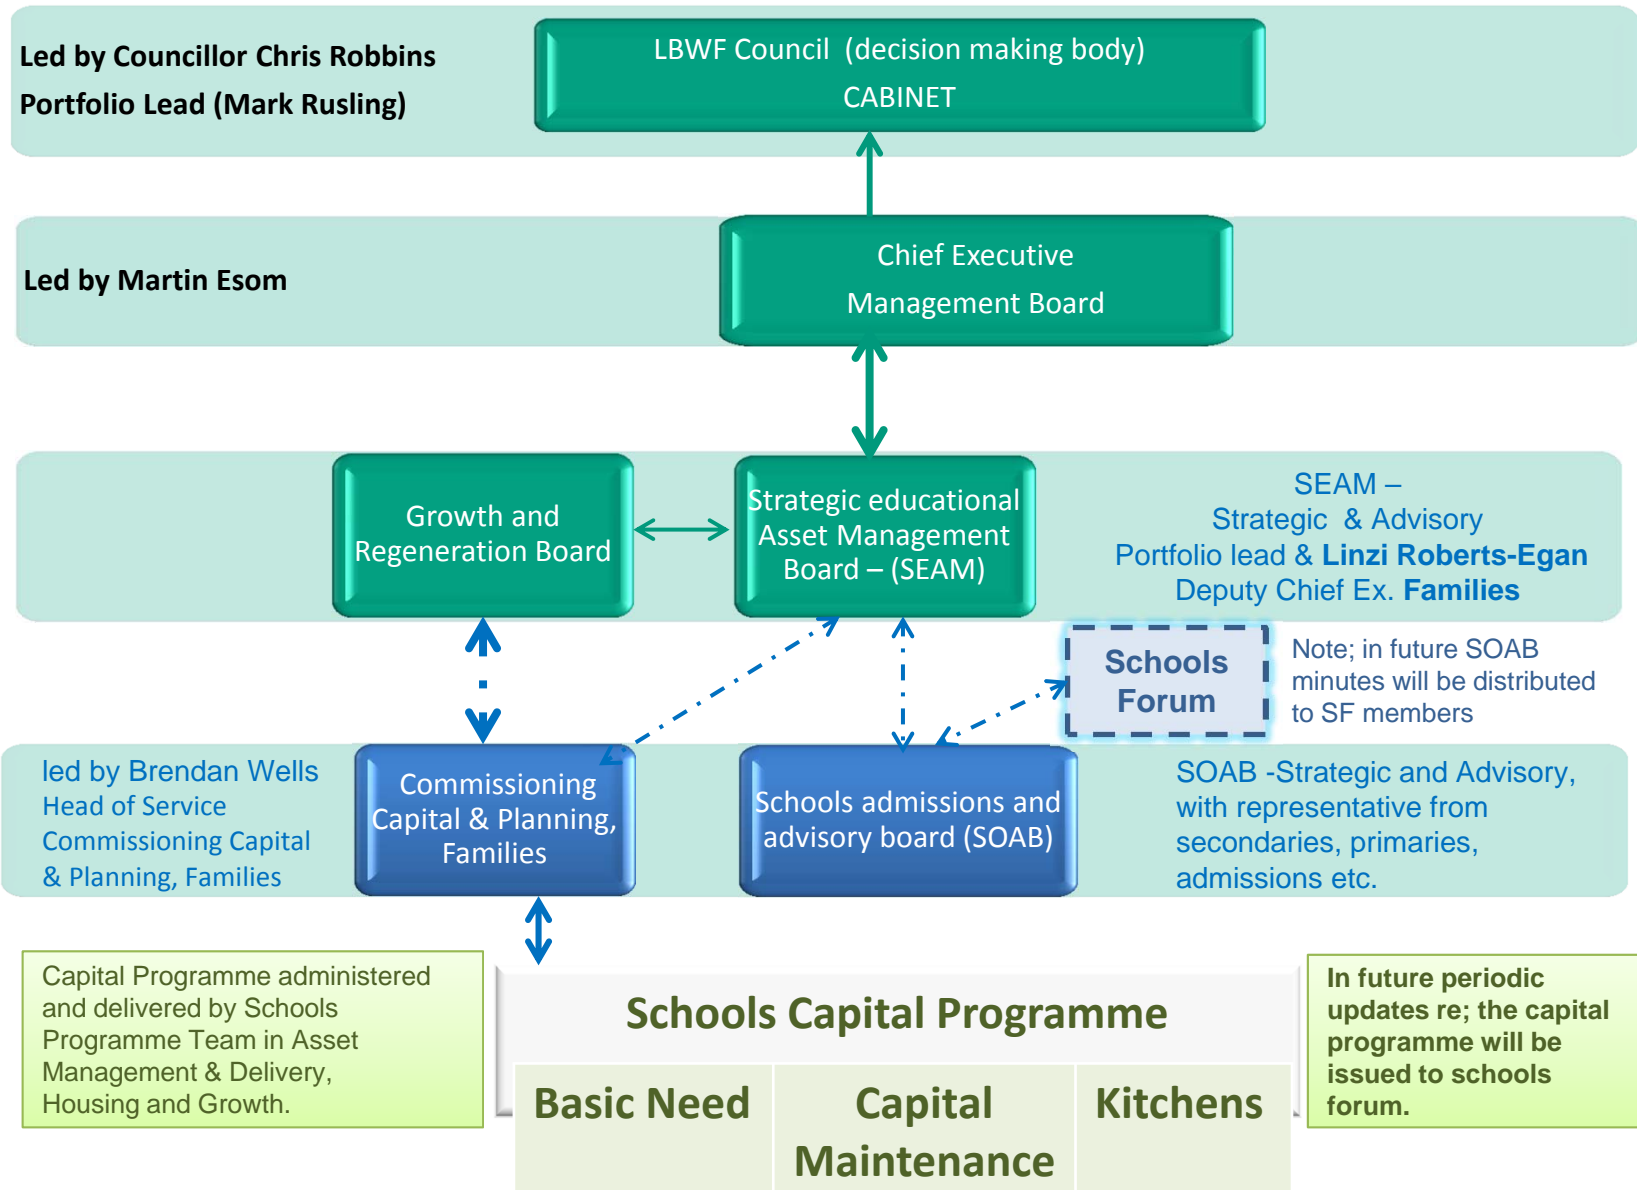 Led by Councillor Chris Robbins
Portfolio Lead (Mark Rusling)
LBWF Council  (decision making body)
CABINET
Led by Martin Esom
Chief Executive
Management Board
Growth and
Regeneration Board
Strategic educational
Asset Management
Board – (SEAM)
SEAM –
Strategic  & Advisory
Portfolio lead & Linzi Roberts-Egan
Deputy Chief Ex. Families
Schools
Forum
Note; in future SOAB
minutes will be distributed
to SF members
led by Brendan Wells
Head of Service
Commissioning Capital
& Planning, Families
Commissioning
Capital & Planning,
Families
Schools admissions and
advisory board (SOAB)
SOAB -Strategic and Advisory,
with representative from
secondaries, primaries,
admissions etc.
Capital Programme administered
and delivered by Schools
Programme Team in Asset
Management & Delivery,
Housing and Growth.
Schools Capital Programme
Basic Need
Capital
Maintenance
Kitchens
In future periodic
updates re; the capital
programme will be
issued to schools
forum.